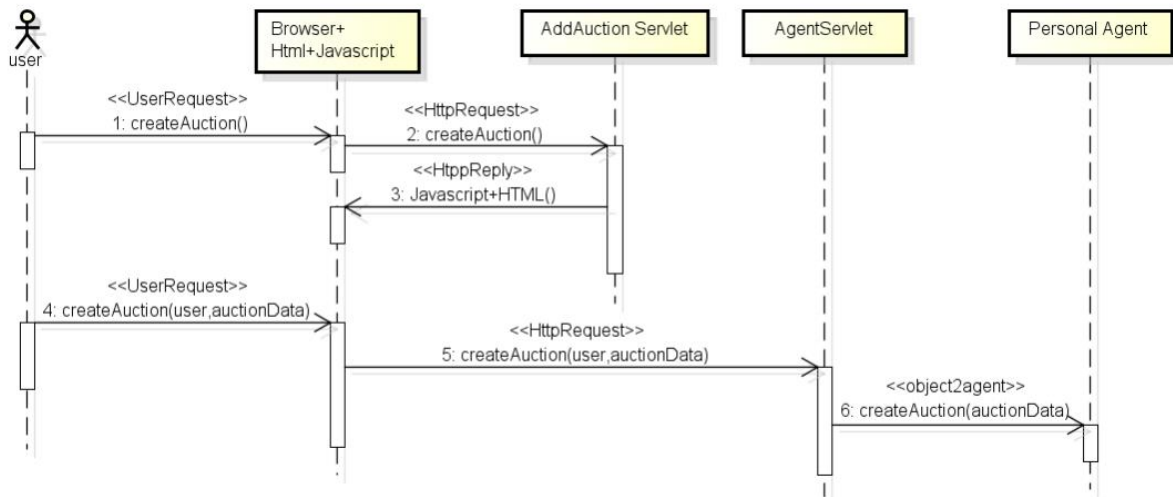 user
Browser+
Html+Javascript
AddAuction Servlet
AgentServlet
Personal Agent
<<UserRequest>>
1: createAuction()
<<HttpRequest>>
2: createAuction()
<<HtppReply>>
3: Javascript+HTML()
<<UserRequest>>
4: createAuction(user,auctionData)
<<HttpRequest>>
5: createAuction(user,auctionData)
<<object2agent>>
6: createAuction(auctionData)